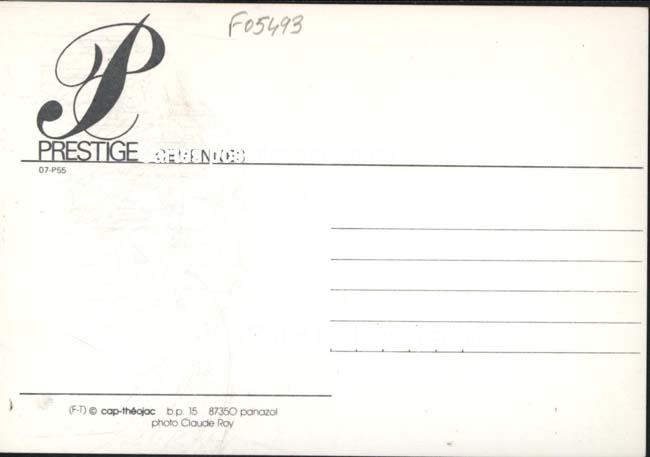 F05493
P
PRESTIGE
07-P55
(F-T) © cap-théojac b.p. 15 87350 panazol
photo Claude Roy